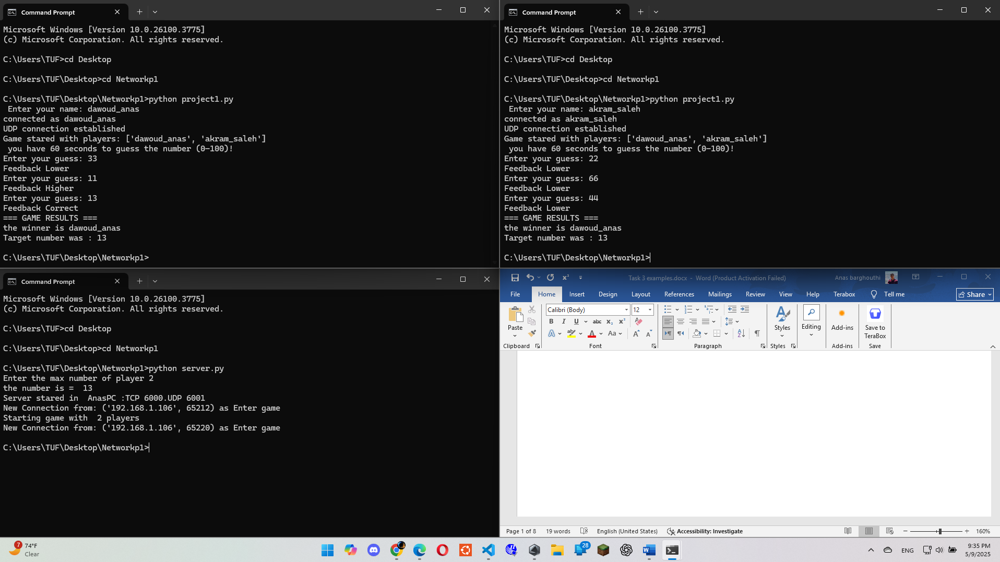 Command Prompt
Microsoft Windows [Version 10.0.26100.3775]
(c) Microsoft Corporation. All rights reserved.
C:\Users\TUF>cd Desktop
C:\Users\TUF\Desktop>cd Networkp1
C:\Users\TUF\Desktop\Networkp1>python project1.py
Enter your name: dawoud_anas
connected as dawoud_anas
UDP connection established
Game stared with players: ['dawoud_anas', 'akram_saleh']
you have 60 seconds to guess the number (0-100)!
Enter your guess: 33
Feedback Lower
Enter your guess: 11
Feedback Higher
Enter your guess: 13
Feedback Correct
=== GAME RESULTS ===
the winner is dawoud_anas
Target number was : 13
C:\Users\TUF\Desktop\Networkp1>
Command Prompt
Microsoft Windows [Version 10.0.26100.3775]
(c) Microsoft Corporation. All rights reserved.
C:\Users\TUF>cd Desktop
C:\Users\TUF\Desktop>cd Networkp1
C:\Users\TUF\Desktop\Networkp1>python project1.py
Enter your name: akram_saleh
connected as akram_saleh
UDP connection established
Game stared with players: ['dawoud_anas', 'akram_saleh']
you have 60 seconds to guess the number (0-100)!
Enter your guess: 22
Feedback Lower
Enter your guess: 66
Feedback Lower
Enter your guess: 44
Feedback Lower
=== GAME RESULTS ===
the winner is dawoud_anas
Target number was : 13
C:\Users\TUF\Desktop\Networkp1>
Command Prompt
Microsoft Windows [Version 10.0.26100.3775]
(c) Microsoft Corporation. All rights reserved.
C:\Users\TUF>cd Desktop
C:\Users\TUF\Desktop>cd Networkp1
C:\Users\TUF\Desktop\Networkp1>python server.py
Enter the max number of player 2
the number is =  13
Server stared in  AnasPC :TCP 6000.UDP 6001
New Connection from: ('192.168.1.106', 65212) as Enter game
Starting game with  2 players
New Connection from: ('192.168.1.106', 65220) as Enter game
C:\Users\TUF\Desktop\Networkp1>
Task 3 examples.docx - Word (Product Activation Failed) Anas barghouthi
File Home Insert Design Layout References Mailings Review View Help Terabox Tell me Share
Calibri (Body) 12
Paste
Styles Editing Add-ins Save to TeraBox
Clipboard Font Paragraph Styles Add-ins Save
Page 1 of 8 19 words English (United States) Accessibility: Investigate 160%
7 74°F
Clear
28
ENG
9:35 PM
5/9/2025